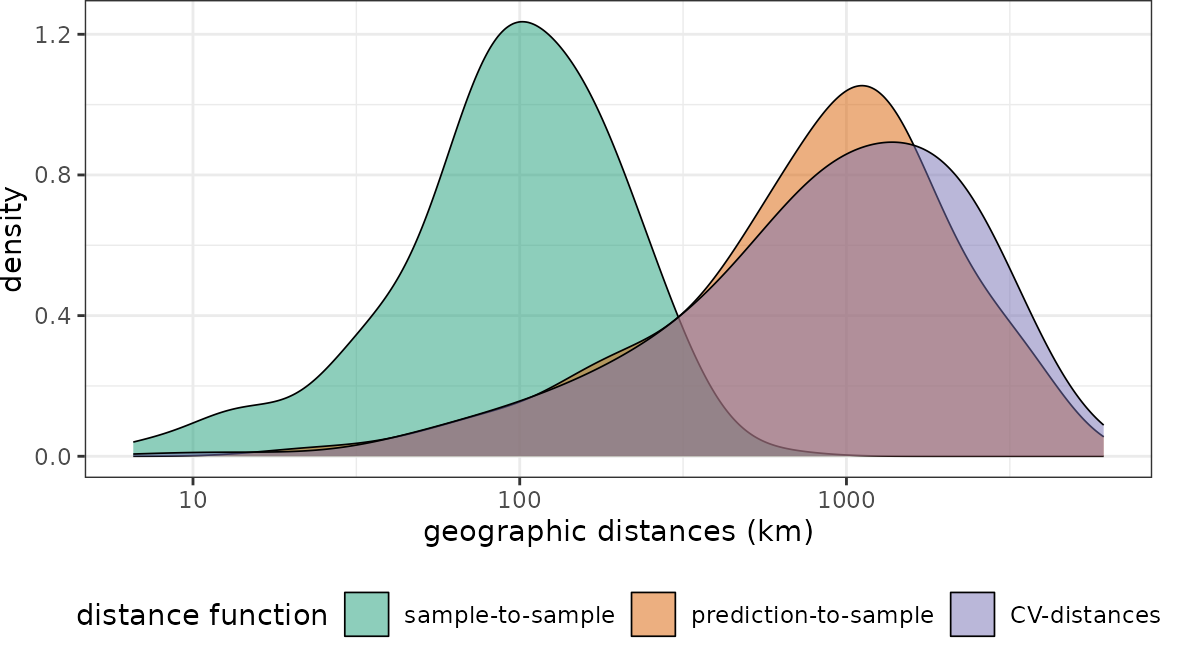 1.2
0.8
0.4
0.0
density
10 100 1000
geographic distances (km)
distance function sample-to-sample prediction-to-sample CV-distances